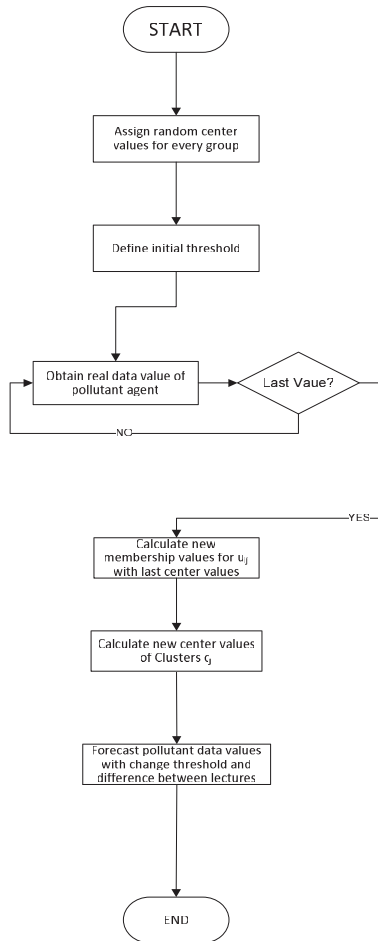 START
Assign random center
values for every group
Define initial threshold
Obtain real data value of
pollutant agent
Last Vaue?
NO
YES
Calculate new
membership values for uij
with last center values
Calculate new center values
of Clusters cj
Forecast pollutant data values
with change threshold and
difference between lectures
END